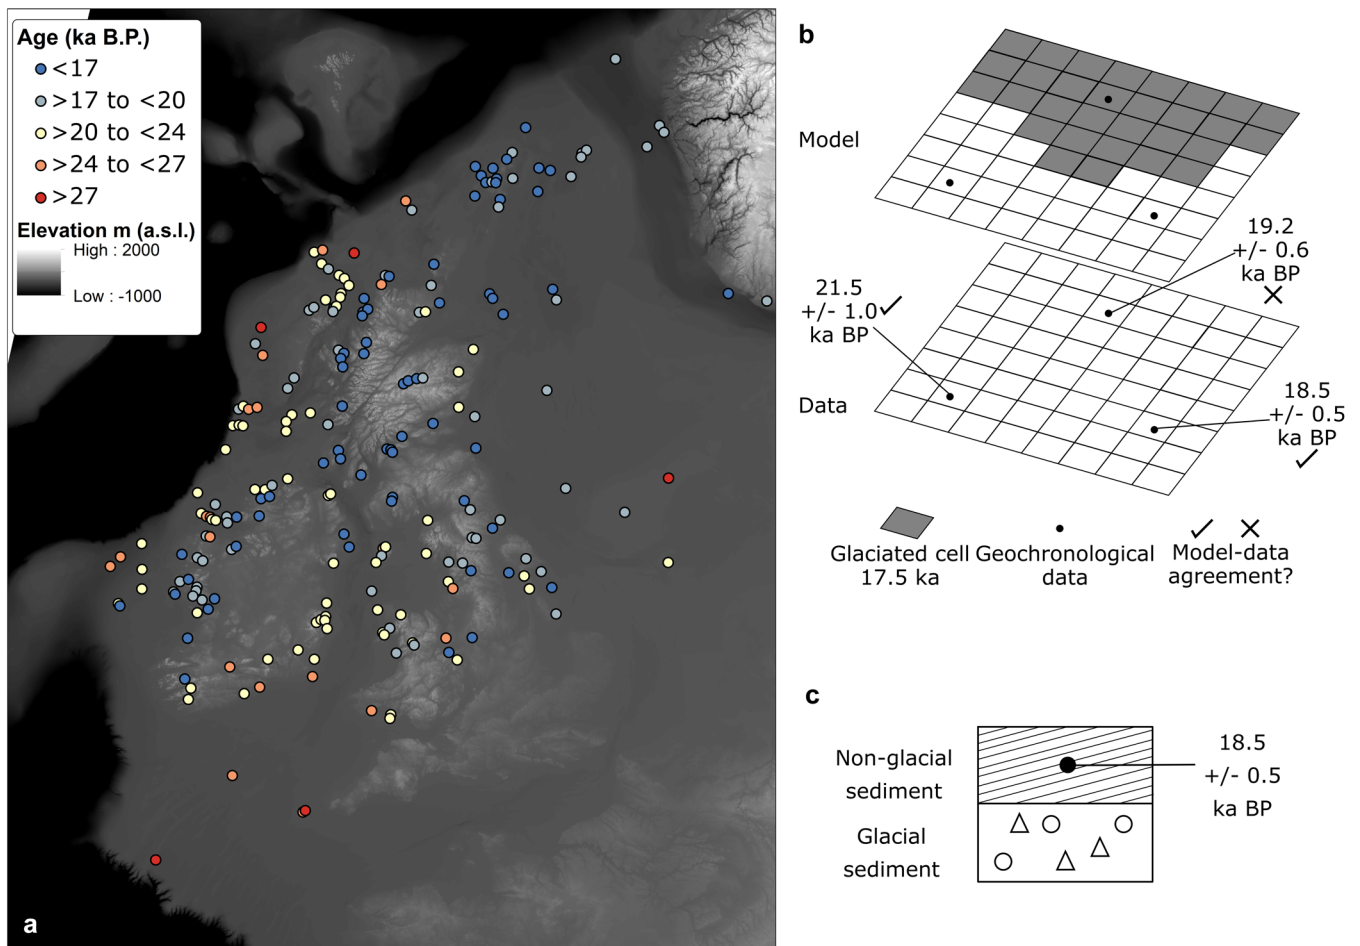 Age (ka B.P.)
<17
>17 to <20
>20 to <24
>24 to <27
>27
Elevation m (a.s.l.)
High : 2000
Low : -1000
a
b
Model
19.2
+/- 0.6
ka BP
21.5
+/- 1.0
ka BP
Data
18.5
+/- 0.5
ka BP
Glaciated cell
17.5 ka
Geochronological
data
Model-data
agreement?
c
Non-glacial
sediment
18.5
+/- 0.5
ka BP
Glacial
sediment